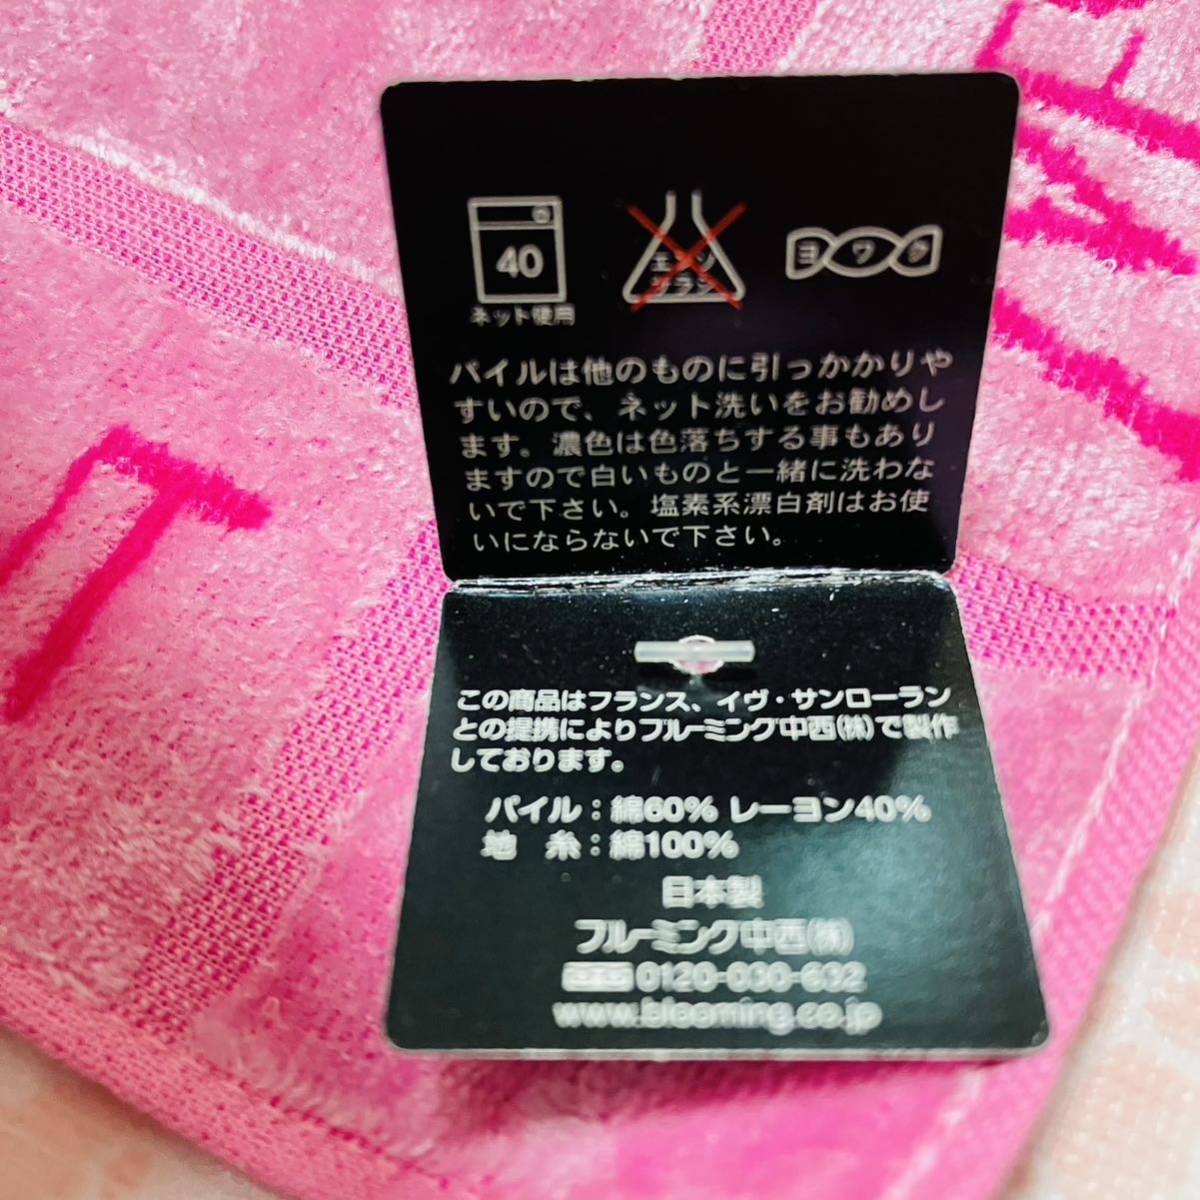 40
ネット使用
エンソ
サラシ
ヨワク
パイルは他のものに引っかかりや
すいので、ネット洗いをお勧めし
ます。濃色は色落ちする事もあり
ますので白いものと一緒に洗わな
いで下さい。塩素系漂白剤はお使
いにならないで下さい。
この商品はフランス、イヴ・サンローラン
との提携によりブルーミング中西(株)で製作
しております。
パイル：綿60% レーヨン40%
地 糸：綿100%
日本製
ブルーミング中西(株)
0120-030-632
www.blooming.co.jp